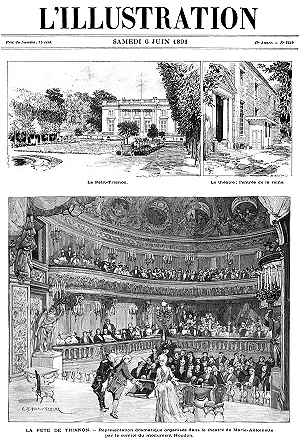 L'ILLUSTRATION
Prix du Numéro, 75 cent.
SAMEDI 6 JUIN 1891
49e Année. — No
Le Petit-Trianon.
Le théâtre : l'entrée de la reine.
LA FÊTE DE TRIANON. — Représentation dramatique organisée dans le théâtre de Marie-Antoinette
par le comité du monument Houdon.